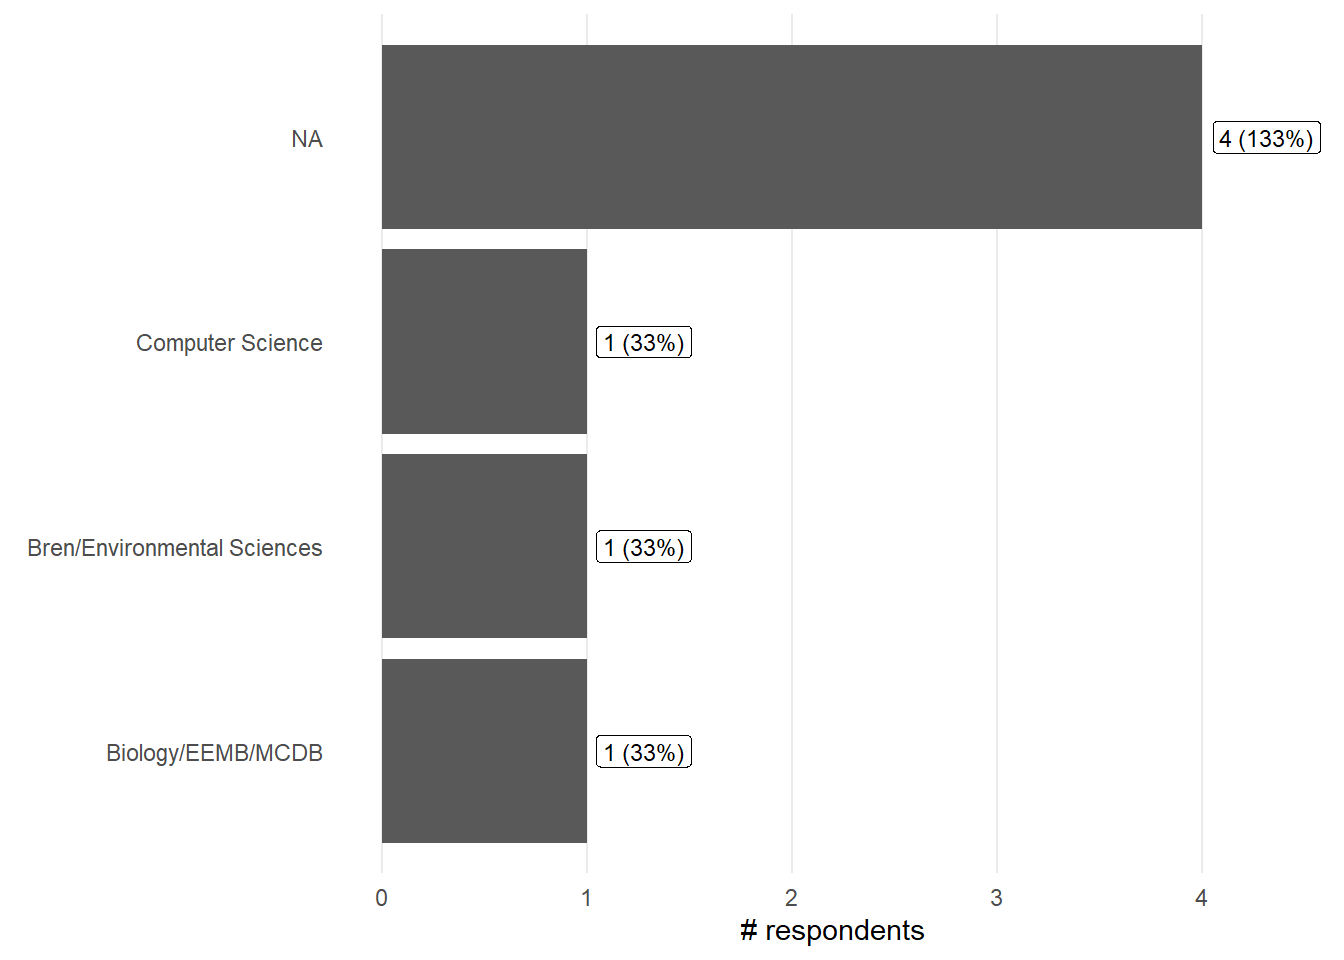 NA
4 (133%)
Computer Science
1 (33%)
Bren/Environmental Sciences
1 (33%)
Biology/EEMB/MCDB
1 (33%)
0 1 2 3 4
# respondents